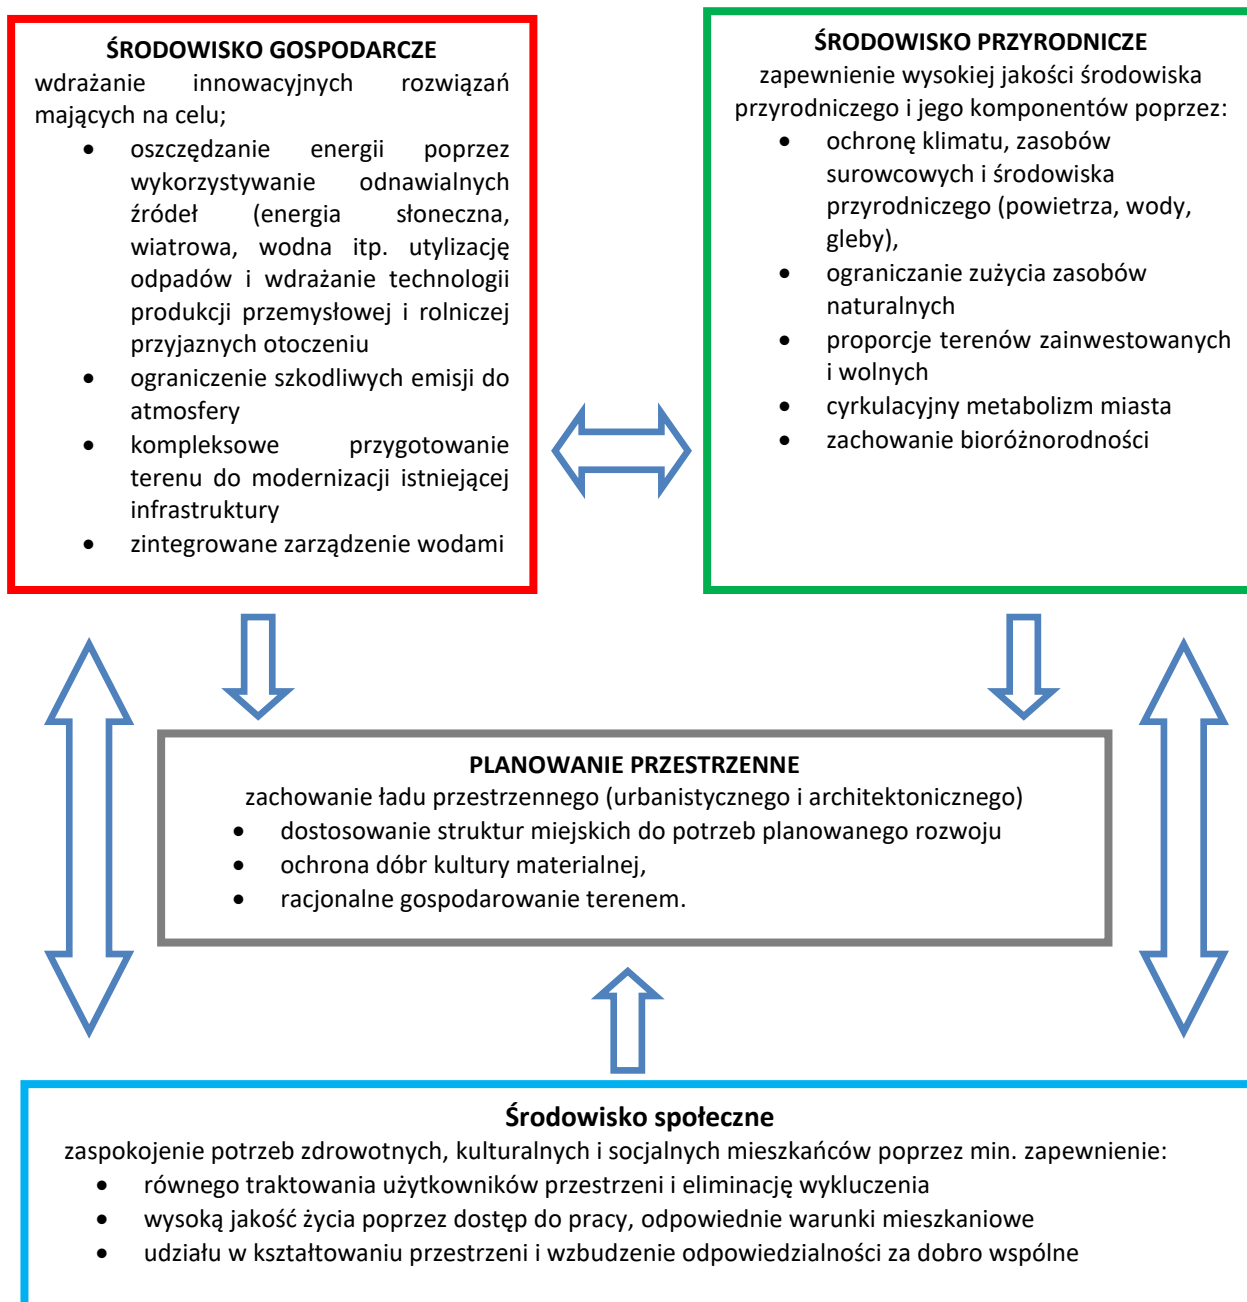 ŚRODOWISKO GOSPODARCZE
wdrażanie innowacyjnych rozwiązań
mających na celu;
• oszczędzanie energii poprzez
wykorzystywanie odnawialnych
źródeł (energia słoneczna,
wiatrowa, wodna itp. utylizację
odpadów i wdrażanie technologii
produkcji przemysłowej i rolniczej
przyjaznych otoczeniu
• ograniczenie szkodliwych emisji do
atmosfery
• kompleksowe przygotowanie
terenu do modernizacji istniejącej
infrastruktury
• zintegrowane zarządzenie wodami
ŚRODOWISKO PRZYRODNICZE
zapewnienie wysokiej jakości środowiska
przyrodniczego i jego komponentów poprzez:
• ochronę klimatu, zasobów
surowcowych i środowiska
przyrodniczego (powietrza, wody,
gleby),
• ograniczanie zużycia zasobów
naturalnych
• proporcje terenów zainwestowanych
i wolnych
• cyrkulacyjny metabolizm miasta
• zachowanie bioróżnorodności
PLANOWANIE PRZESTRZENNE
zachowanie ładu przestrzennego (urbanistycznego i architektonicznego)
• dostosowanie struktur miejskich do potrzeb planowanego rozwoju
• ochrona dóbr kultury materialnej,
• racjonalne gospodarowanie terenem.
Środowisko społeczne
zaspokojenie potrzeb zdrowotnych, kulturalnych i socjalnych mieszkańców poprzez min. zapewnienie:
• równego traktowania użytkowników przestrzeni i eliminację wykluczenia
• wysoką jakość życia poprzez dostęp do pracy, odpowiednie warunki mieszkaniowe
• udziału w kształtowaniu przestrzeni i wzbudzenie odpowiedzialności za dobro wspólne